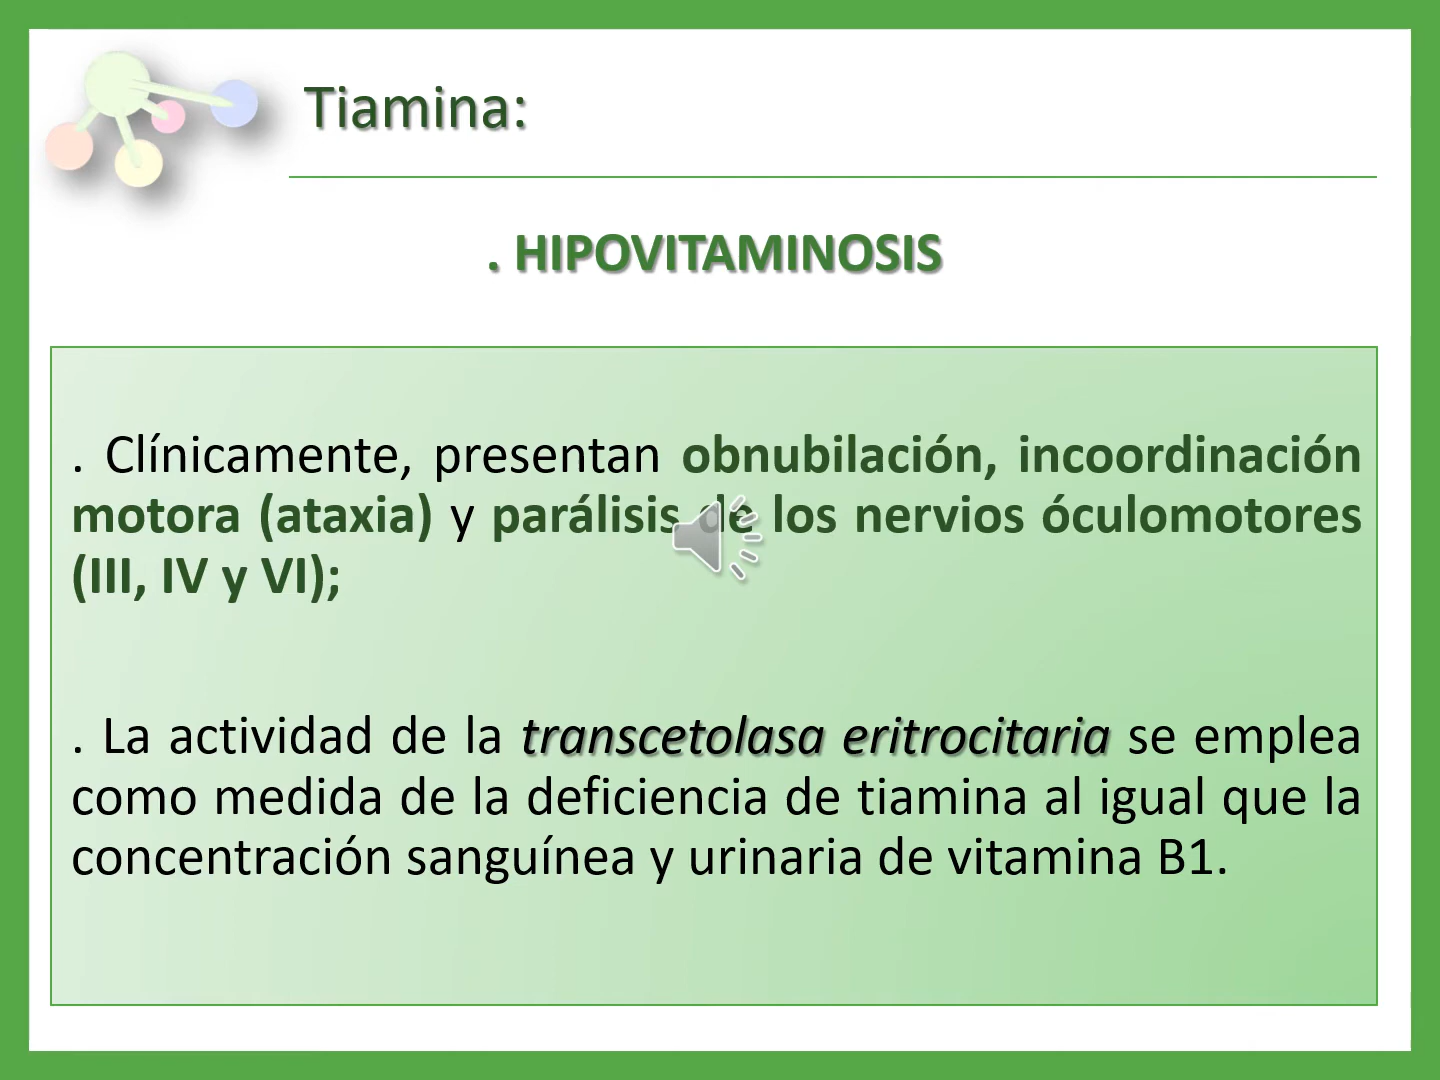 Tiamina:
. HIPOVITAMINOSIS
. Clínicamente, presentan obnubilación, incoordinación
motora (ataxia) y parálisis de los nervios óculomotores
(III, IV y VI);
. La actividad de la transcetolasa eritrocitaria se emplea
como medida de la deficiencia de tiamina al igual que la
concentración sanguínea y urinaria de vitamina B1.